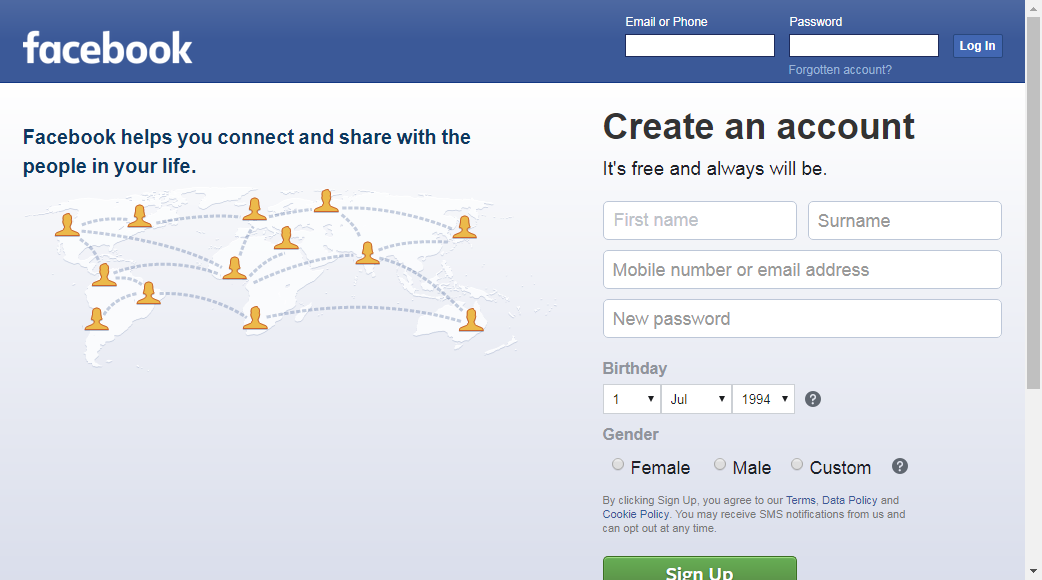 facebook
Email or Phone
Password
Log In
Forgotten account?
Facebook helps you connect and share with the
people in your life.
Create an account
It's free and always will be.
First name
Surname
Mobile number or email address
New password
Birthday
1
Jul
1994
?
Gender
Female
Male
Custom
?
By clicking Sign Up, you agree to our Terms, Data Policy and
Cookie Policy. You may receive SMS notifications from us and
can opt out at any time.
Sign Up